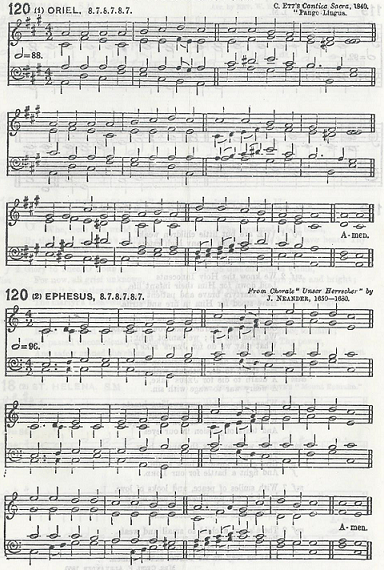 120 (1) ORIEL, 8.7.8.7.8.7.
C. ETT'S Cantica Sacra, 1840.
"Pange Lingua.
𝅗𝅥=88.
A-men.
120 (2) EPHESUS, 8.7.8.7.8.7.
From Chorale "Unser Herrscher" by
J. NEANDER, 1650—1680.
𝅗𝅥=96.
A-men.